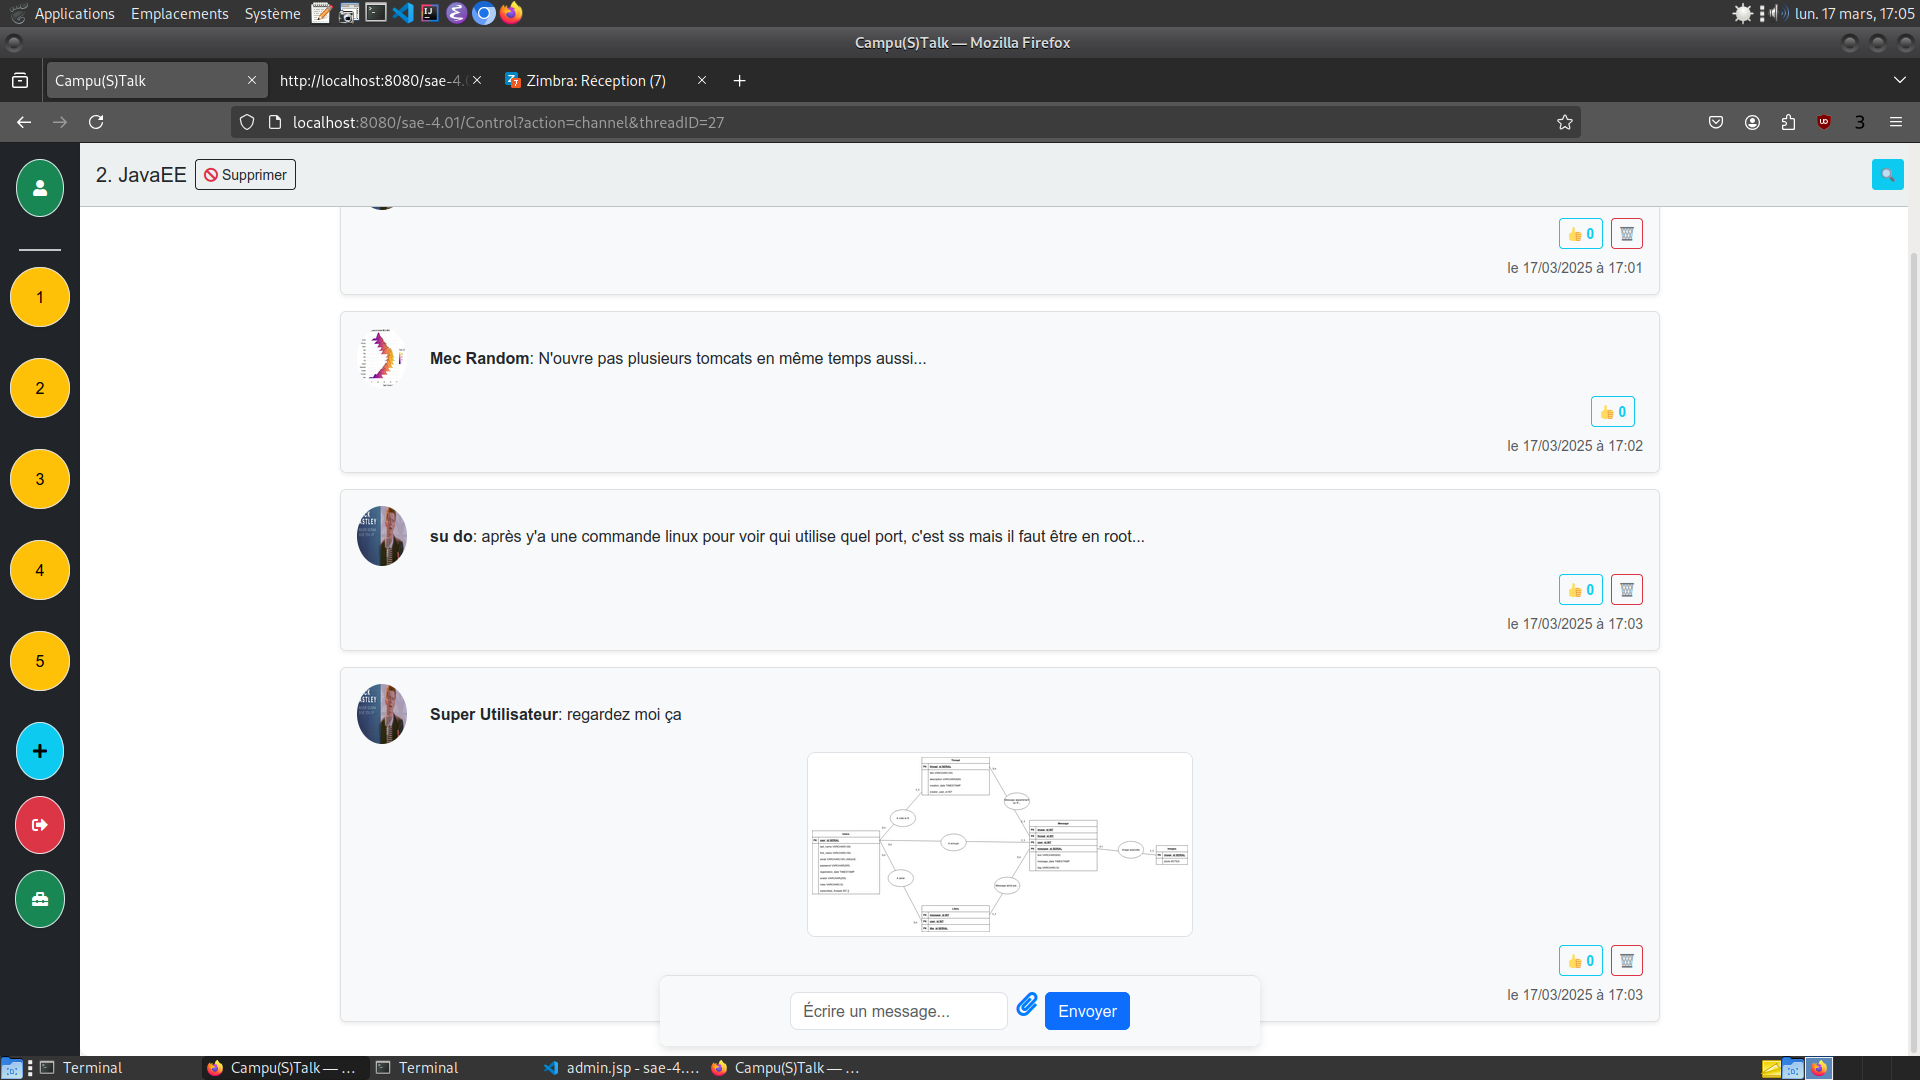 Applications Emplacements Système lun. 17 mars, 17:05
Campu(S)Talk — Mozilla Firefox
Campu(S)Talk http://localhost:8080/sae-4. Zimbra: Réception (7)
localhost:8080/sae-4.01/Control?action=channel&threadID=27 3
2. JavaEE Supprimer
0
le 17/03/2025 à 17:01
1
Mec Random: N'ouvre pas plusieurs tomcats en même temps aussi...
2
0
le 17/03/2025 à 17:02
3
su do: après y'a une commande linux pour voir qui utilise quel port, c'est ss mais il faut être en root...
4
0
le 17/03/2025 à 17:03
5
Super Utilisateur: regardez moi ça
0
le 17/03/2025 à 17:03
Écrire un message... Envoyer
Terminal Campu(S)Talk — ... Terminal admin.jsp - sae-4.... Campu(S)Talk — ...